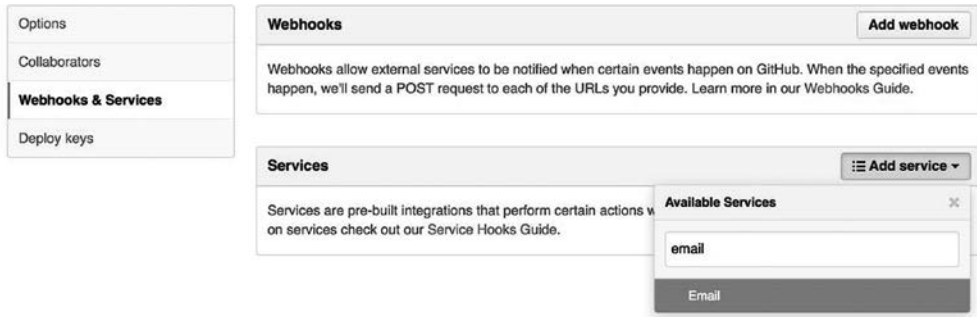 Options
Collaborators
Webhooks & Services
Deploy keys
Webhooks
Add webhook
Webhooks allow external services to be notified when certain events happen on GitHub. When the specified events
happen, we'll send a POST request to each of the URLs you provide. Learn more in our Webhooks Guide.
Services
Add service
Services are pre-built integrations that perform certain actions w
on services check out our Service Hooks Guide.
Available Services
email
Email